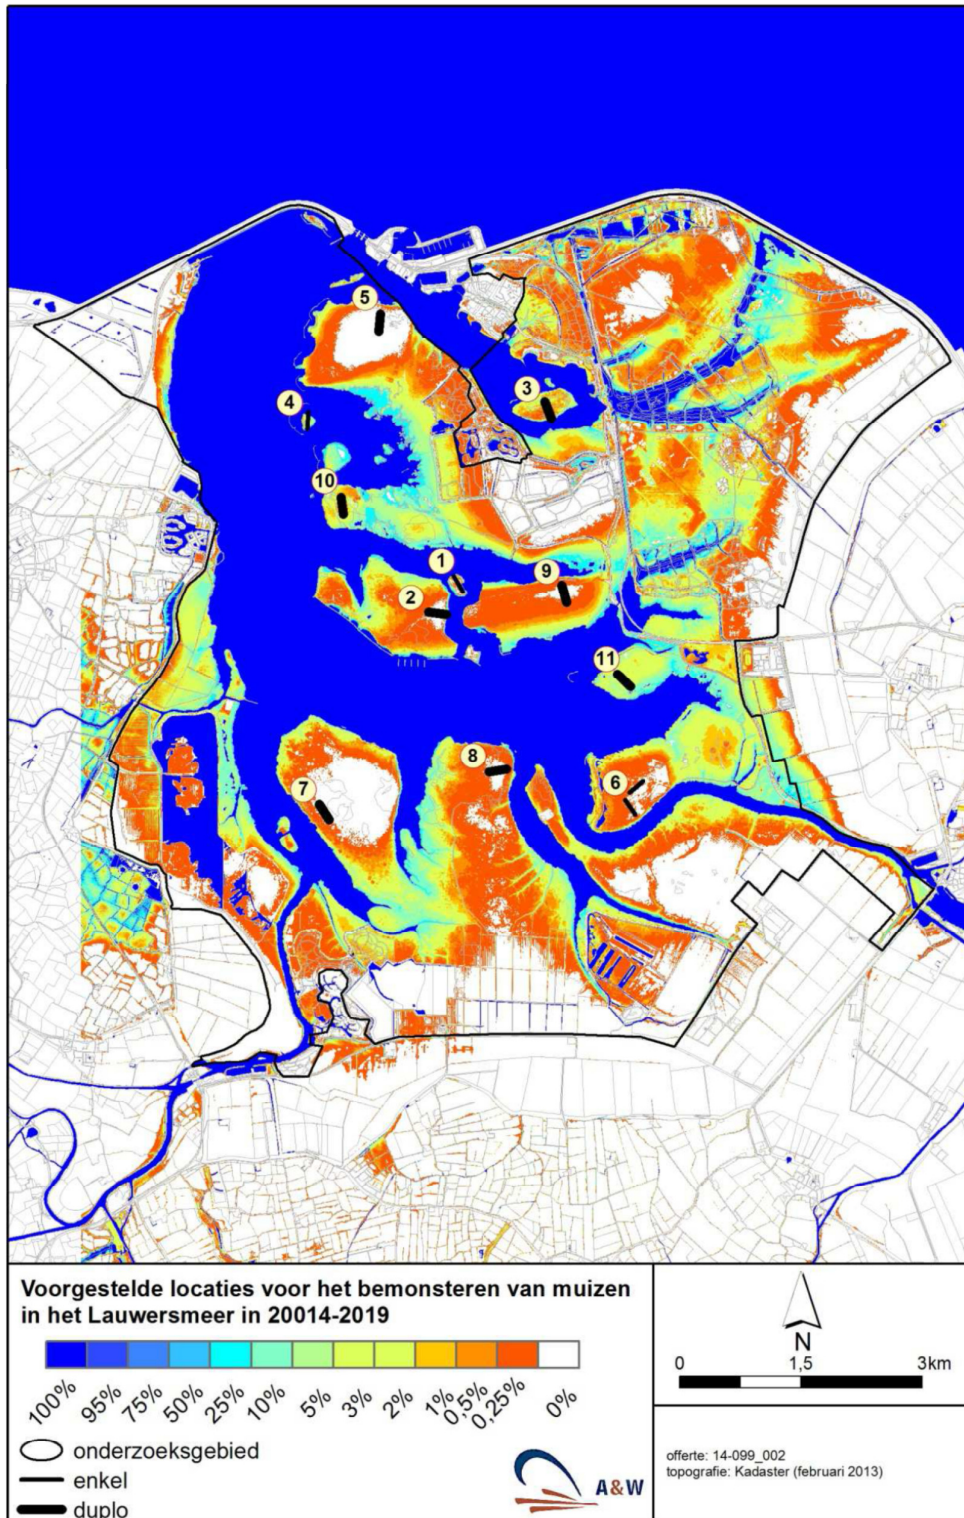 5
3
4
10
1
9
2
11
8
6
7
Voorgestelde locaties voor het bemonsteren van muizen
in het Lauwersmeer in 20014-2019
100% 95% 75% 50% 25% 10% 5% 3% 2% 1% 0,5% 0,25% 0%
onderzoeksgebied
enkel
duplo
A&W
N
0 1,5 3km
offerte: 14-099_002
topografie: Kadaster (februari 2013)